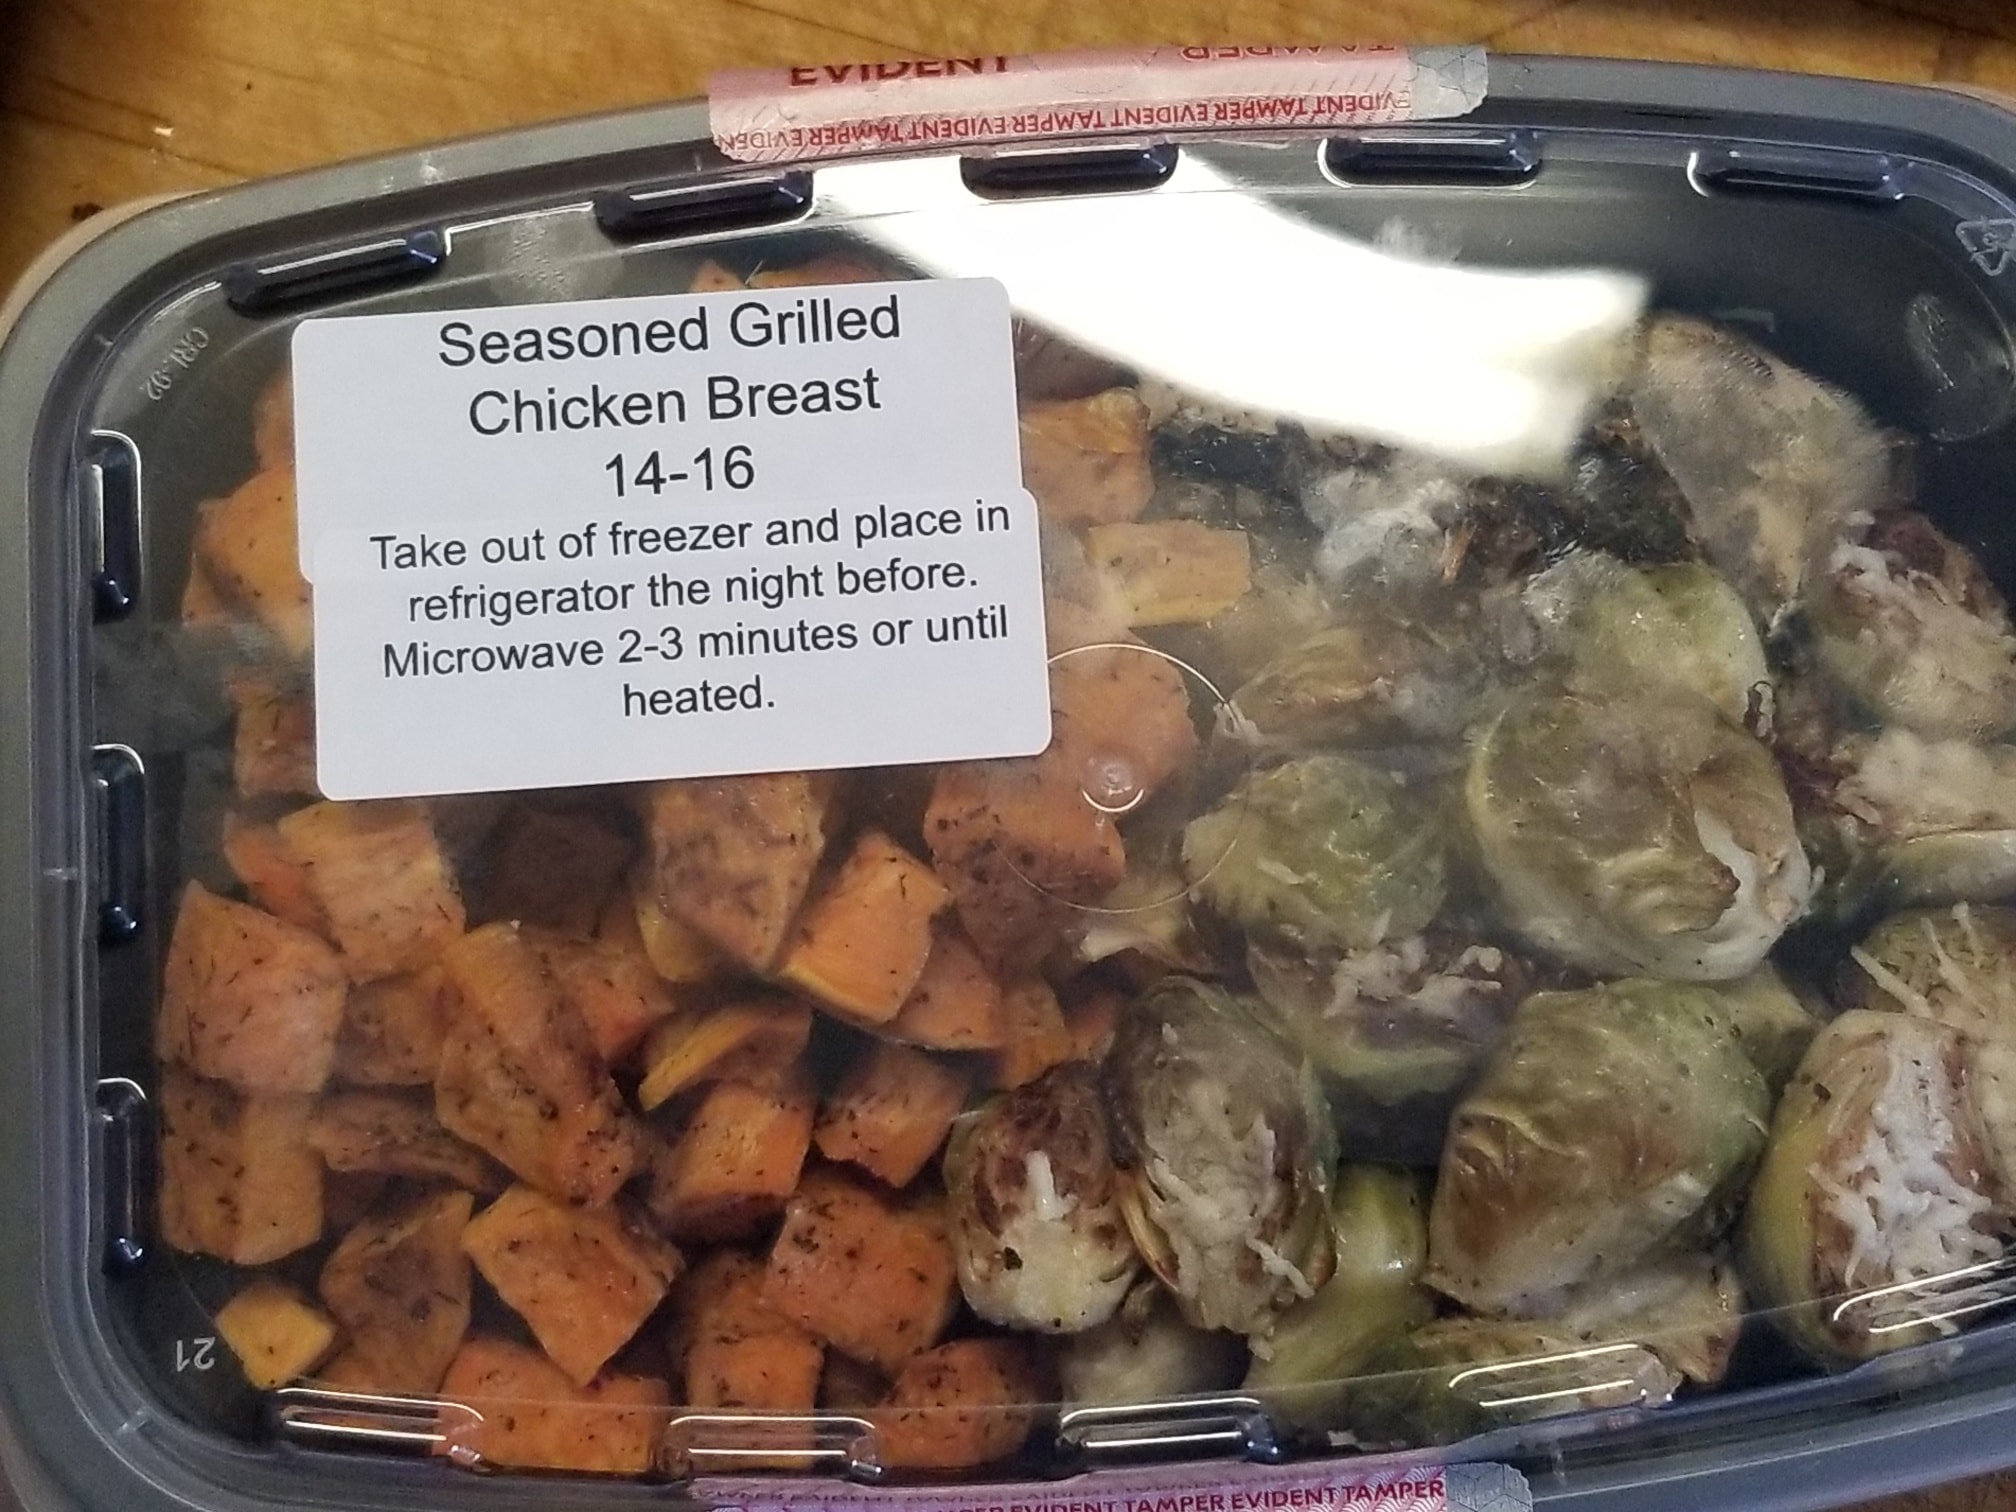 EVIDENT TAMPER
EVIDENT TAMPER EVIDENT TAMPER EVIDENT TAMPER EVIDEN
CRI-92
Seasoned Grilled
Chicken Breast
14-16
Take out of freezer and place in
refrigerator the night before.
Microwave 2-3 minutes or until
heated.
21
EVIDENT TAMPER EVIDENT TAMPER